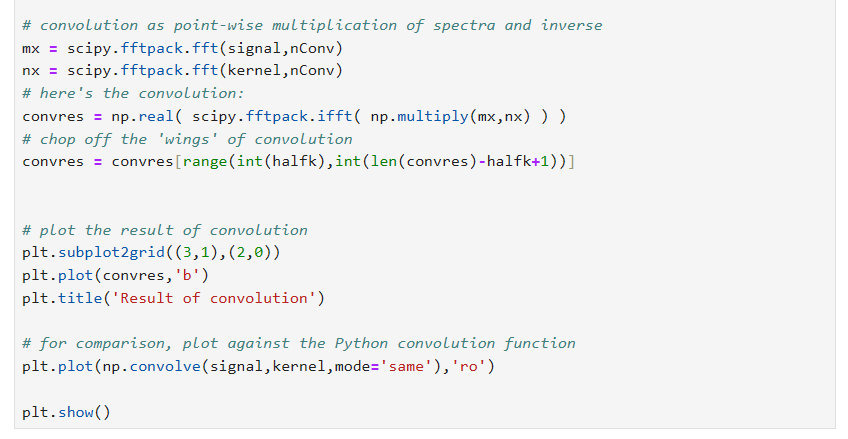 # convolution as point-wise multiplication of spectra and inverse
mx = scipy.fftpack.fft(signal,nConv)
nx = scipy.fftpack.fft(kernel,nConv)
# here's the convolution:
convres = np.real( scipy.fftpack.ifft( np.multiply(mx,nx) ) )
# chop off the 'wings' of convolution
convres = convres[range(int(halfk),int(len(convres)-halfk+1))]
# plot the result of convolution
plt.subplot2grid((3,1),(2,0))
plt.plot(convres,'b')
plt.title('Result of convolution')
# for comparison, plot against the Python convolution function
plt.plot(np.convolve(signal,kernel,mode='same'),'ro')
plt.show()